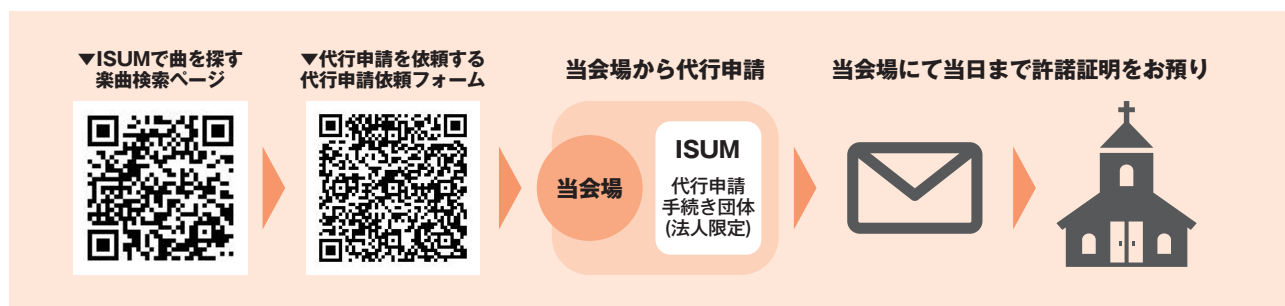 ▼ISUMで曲を探す
楽曲検索ページ
▼代行申請を依頼する
代行申請依頼フォーム
当会場から代行申請
当会場
ISUM
代行申請
手続き団体
(法人限定)
当会場にて当日まで許諾証明をお預り